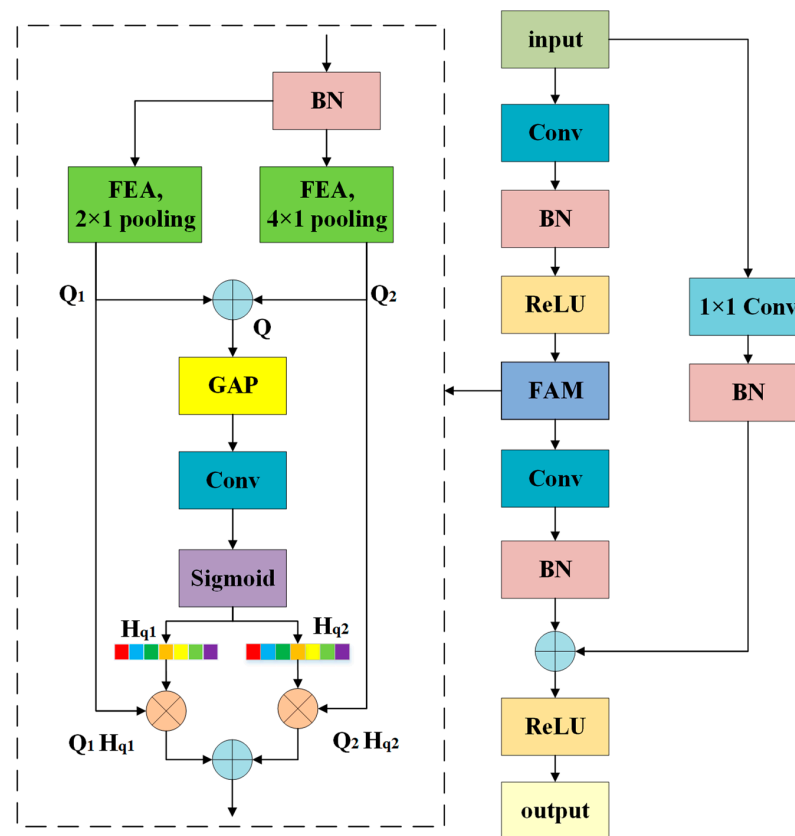 BN
FEA,
2×1 pooling
FEA,
4×1 pooling
Q1
Q2
Q
GAP
Conv
Sigmoid
Hq1
Hq2
Q1 Hq1
Q2 Hq2
input
Conv
BN
ReLU
FAM
Conv
BN
ReLU
output
1×1 Conv
BN